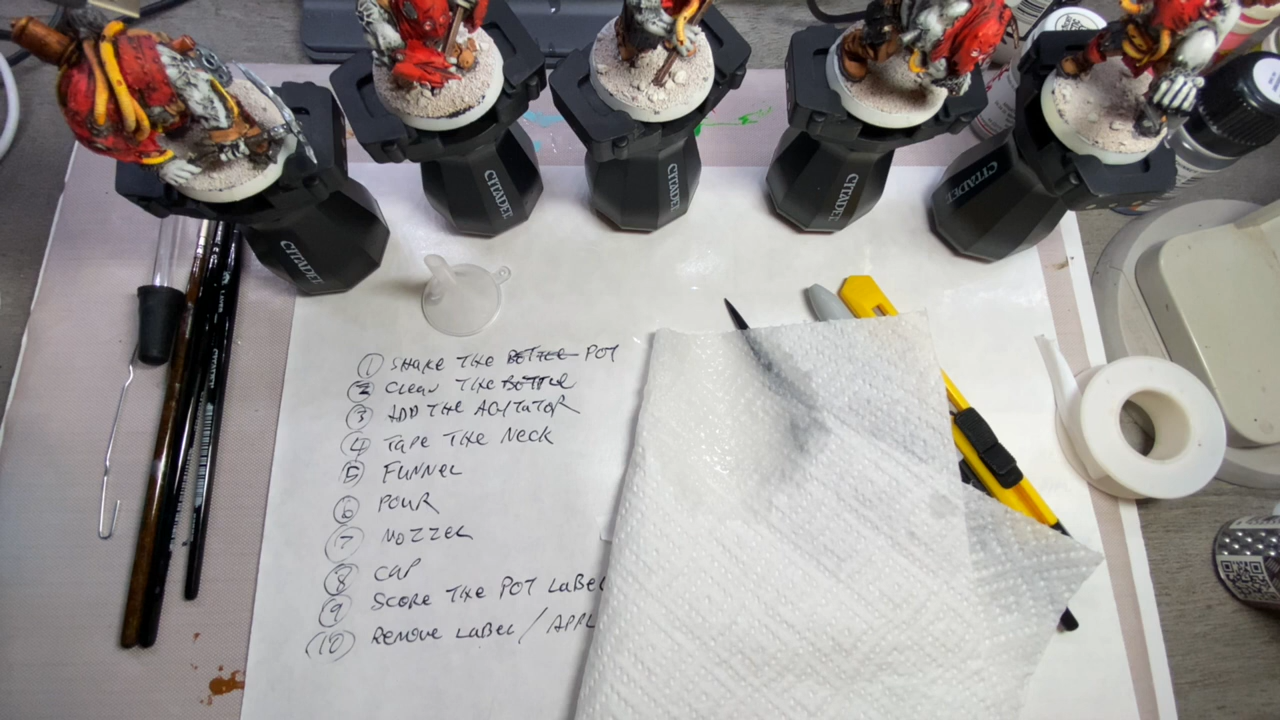 CITADEL
CITADEL
CITADEL
CITADEL
CITADEL
① SHAKE THE BOTTLE POT
② CLEAN THE BOTTLE
③ ADD THE AGITATOR
④ TAPE THE NECK
⑤ FUNNEL
⑥ POUR
⑦ NOZZEL
⑧ CAP
⑨ SCORE THE POT LABEL
⑩ REMOVE LABEL / APPL